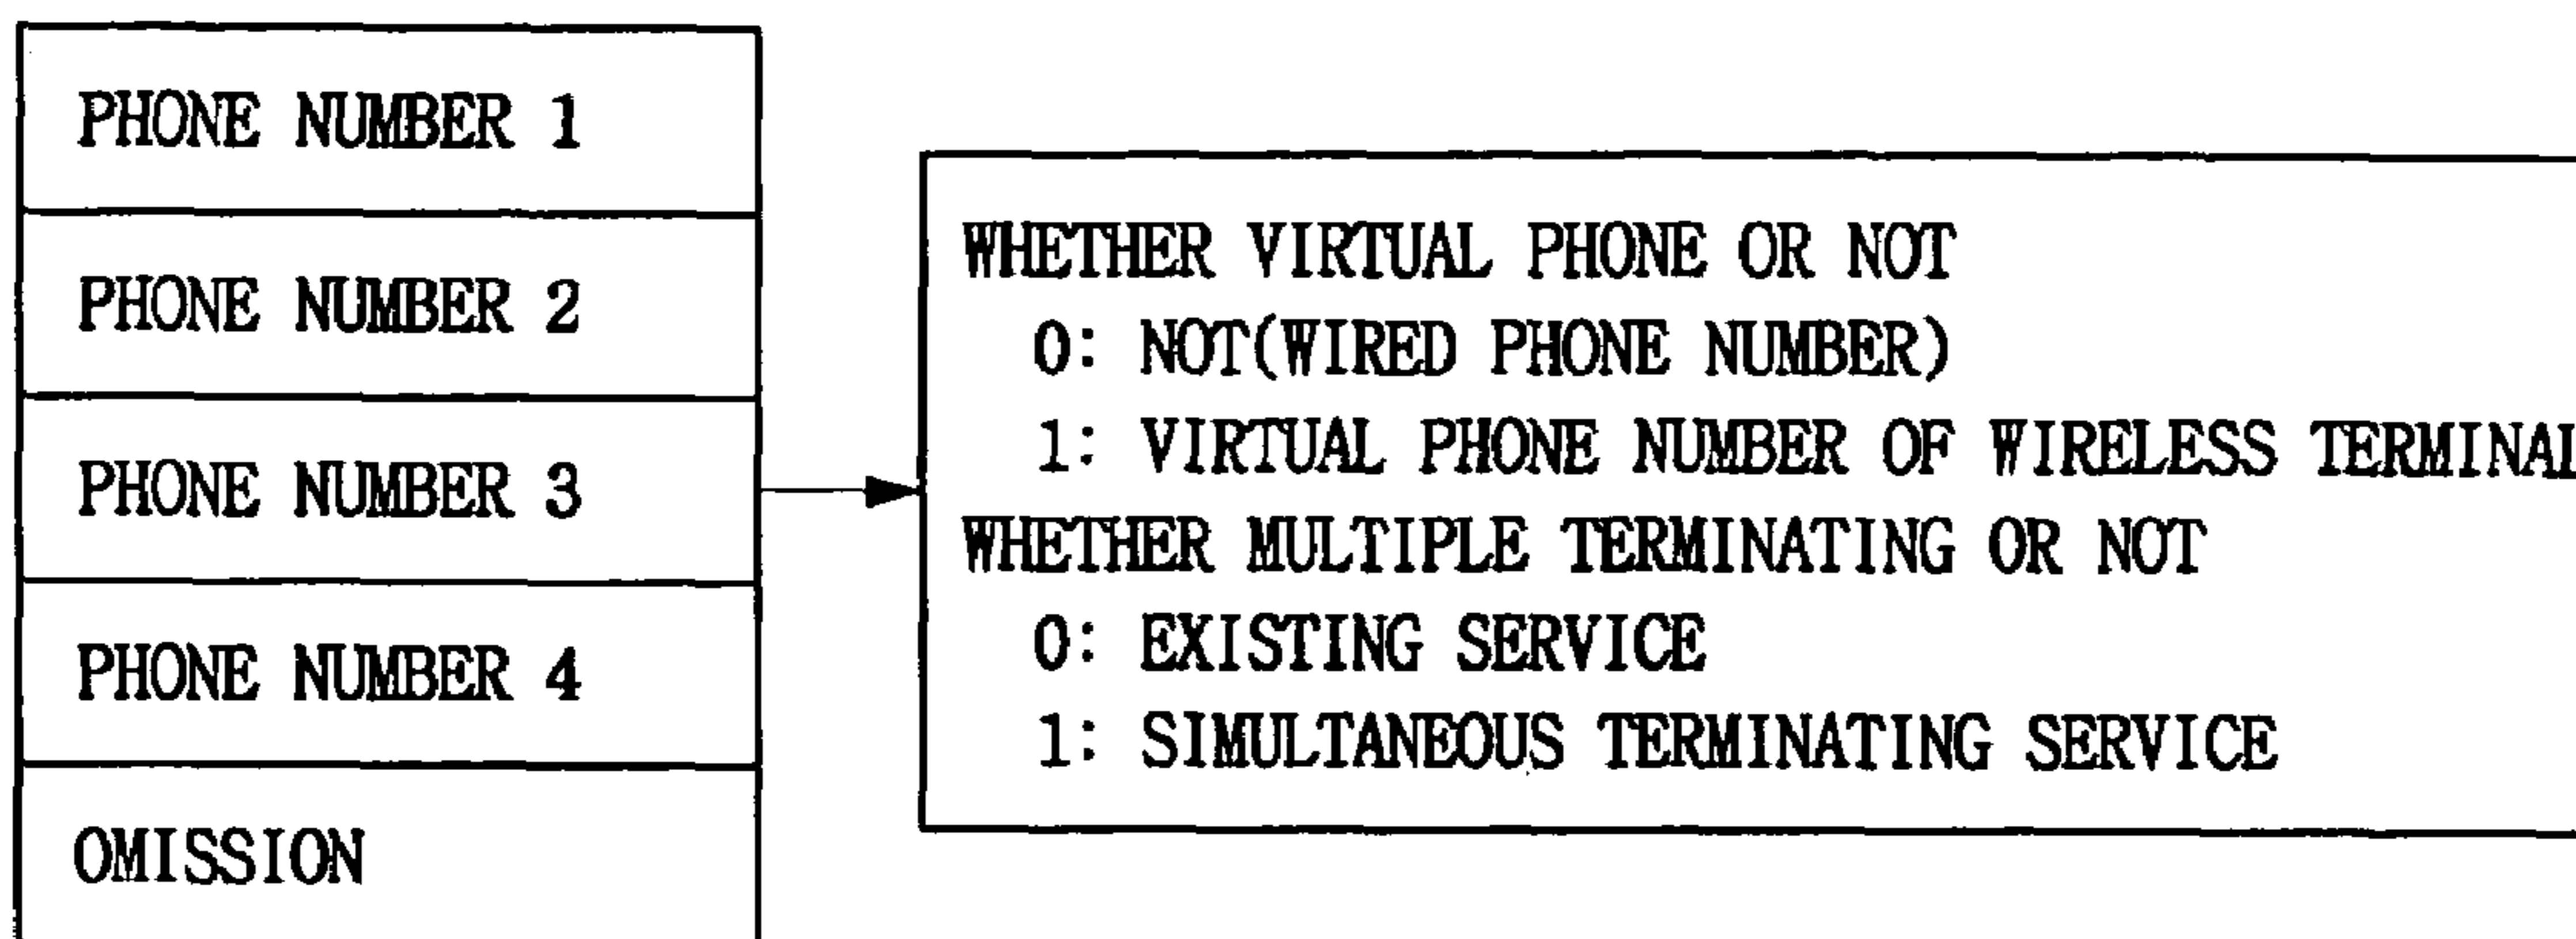 PHONE NUMBER 1
PHONE NUMBER 2
PHONE NUMBER 3
PHONE NUMBER 4
OMISSION
WHETHER VIRTUAL PHONE OR NOT
0: NOT(WIRED PHONE NUMBER)
1: VIRTUAL PHONE NUMBER OF WIRELESS TERMINAL
WHETHER MULTIPLE TERMINATING OR NOT
0: EXISTING SERVICE
1: SIMULTANEOUS TERMINATING SERVICE